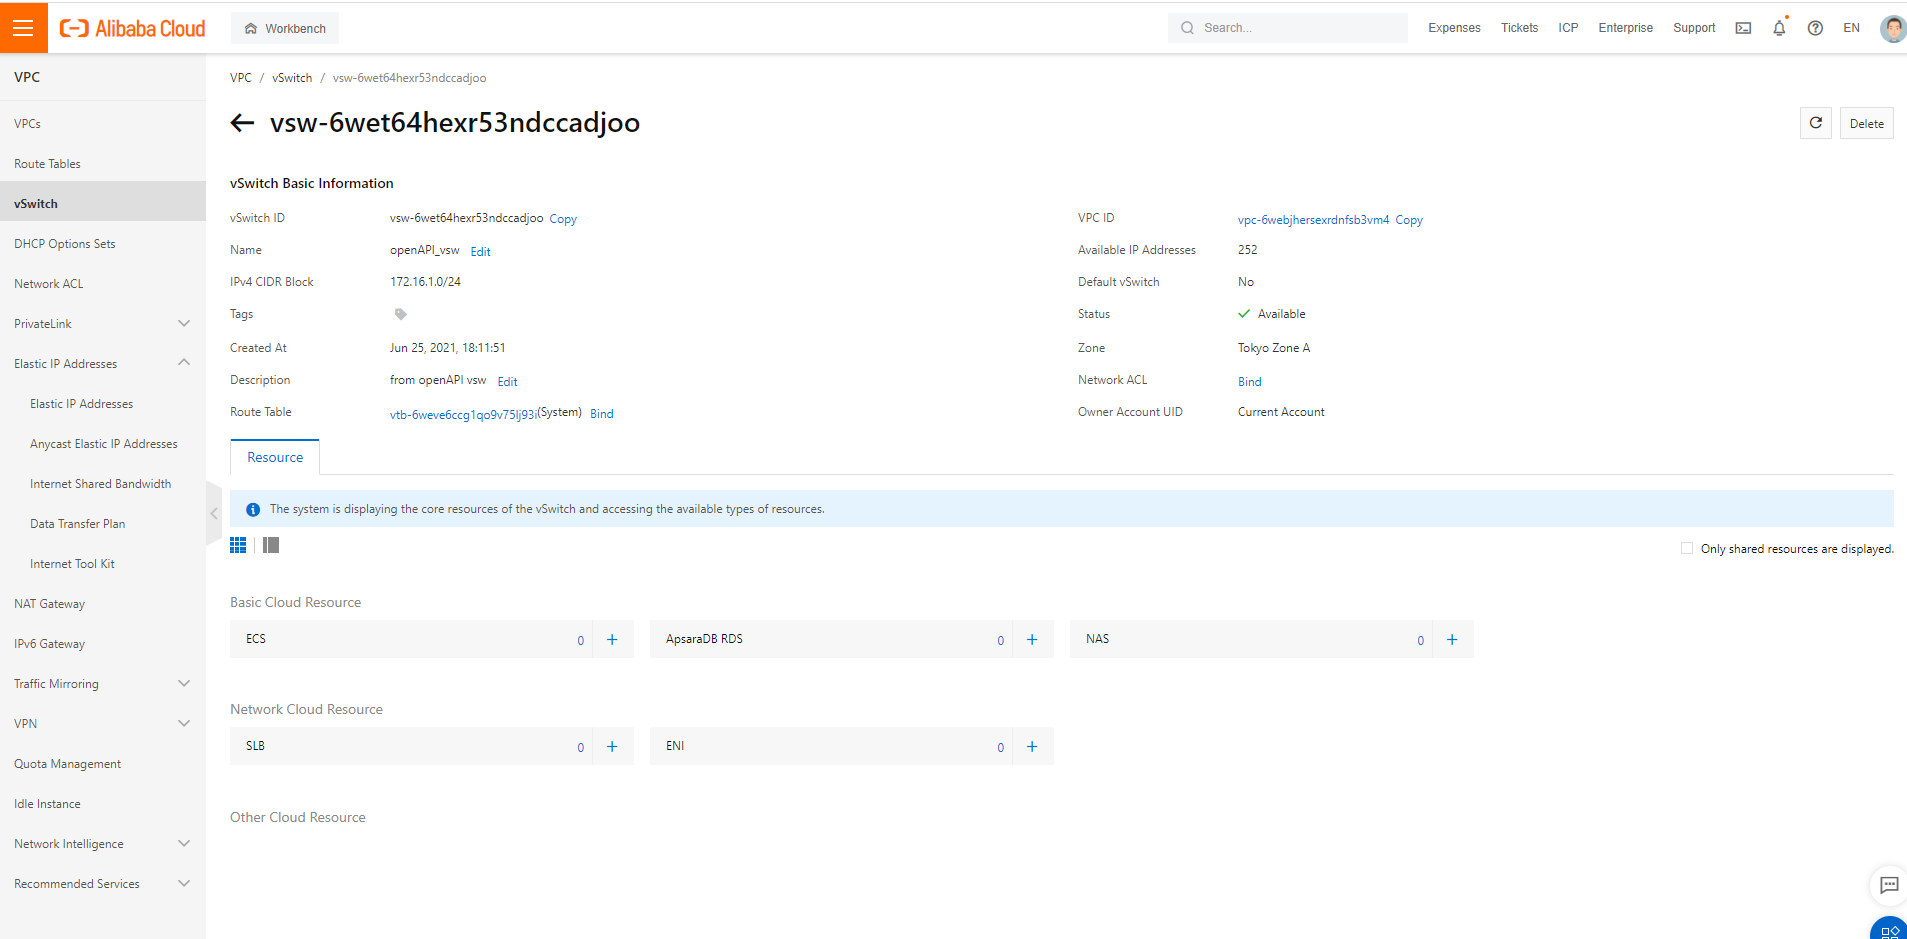 Alibaba Cloud
Workbench
Search...
Expenses
Tickets
ICP
Enterprise
Support
EN
VPC
VPCs
Route Tables
vSwitch
DHCP Options Sets
Network ACL
PrivateLink
Elastic IP Addresses
Elastic IP Addresses
Anycast Elastic IP Addresses
Internet Shared Bandwidth
Data Transfer Plan
Internet Tool Kit
NAT Gateway
IPv6 Gateway
Traffic Mirroring
VPN
Quota Management
Idle Instance
Network Intelligence
Recommended Services
VPC / vSwitch / vsw-6wet64hexr53ndccadjoo
vsw-6wet64hexr53ndccadjoo
Delete
vSwitch Basic Information
vSwitch ID vsw-6wet64hexr53ndccadjoo Copy
VPC ID vpc-6webjhersexrdnfsb3vm4 Copy
Name openAPI_vsw Edit
Available IP Addresses 252
IPv4 CIDR Block 172.16.1.0/24
Default vSwitch No
Tags
Status Available
Created At Jun 25, 2021, 18:11:51
Zone Tokyo Zone A
Description from openAPI vsw Edit
Network ACL Bind
Route Table vtb-6weve6ccg1qo9v75lj93i(System) Bind
Owner Account UID Current Account
Resource
The system is displaying the core resources of the vSwitch and accessing the available types of resources.
Only shared resources are displayed.
Basic Cloud Resource
ECS 0 +
ApsaraDB RDS 0 +
NAS 0 +
Network Cloud Resource
SLB 0 +
ENI 0 +
Other Cloud Resource